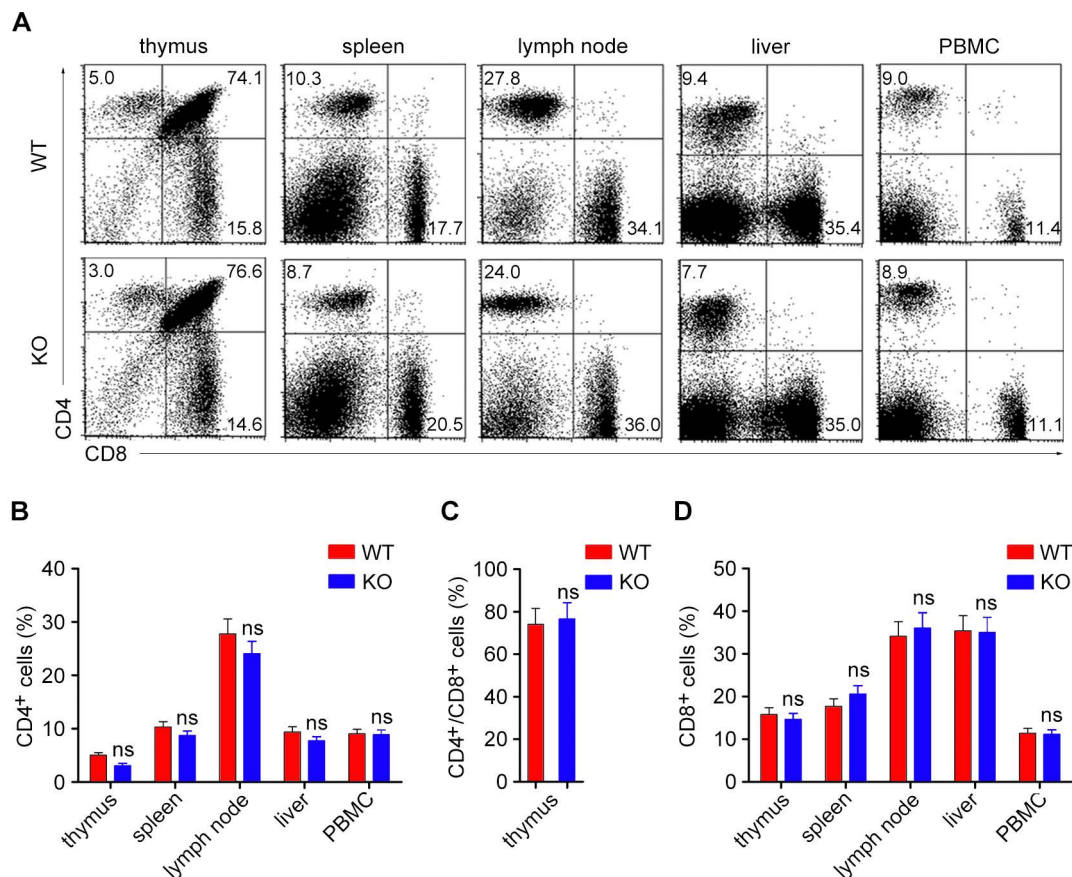 A
thymus spleen lymph node liver PBMC
WT
5.0 74.1 10.3 27.8 9.4 9.0
15.8 17.7 34.1 35.4 11.4
KO
3.0 76.6 8.7 24.0 7.7 8.9
14.6 20.5 36.0 35.0 11.1
CD4
CD8
B
WT
KO
CD4+ cells (%)
40
30
20
10
0
ns ns ns ns ns
thymus spleen lymph node liver PBMC
C
WT
KO
CD4+/CD8+ cells (%)
100
80
60
40
20
0
ns
thymus
D
WT
KO
CD8+ cells (%)
50
40
30
20
10
0
ns ns ns ns ns
thymus spleen lymph node liver PBMC